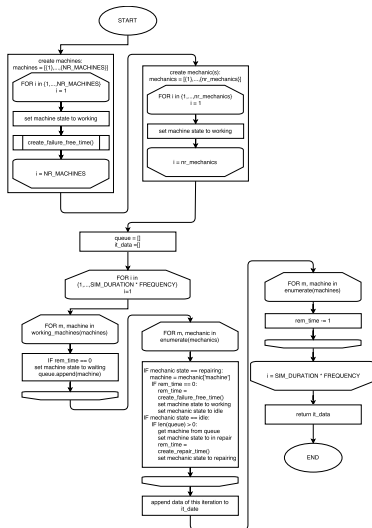 START
create machines:
machines = [{1},...,{NR_MACHINES}]
FOR i in (1,...,NR_MACHINES)
i = 1
set machine state to working
create_failure_free_time()
i = NR_MACHINES
create mechanic(s):
mechanics = [{1},...,{nr_mechanics}]
FOR i in (1,...,nr_mechanics)
i = 1
set machine state to working
i = nr_mechanics
queue = []
it_data =[]
FOR i in
(1,...,SIM_DURATION * FREQUENCY)
i=1
FOR m, machine in
working_machines(machines)
IF rem_time == 0
set machine state to waiting
queue.append(machine)
FOR m, mechanic in
enumerate(mechanics)
IF mechanic state == repairing:
machine = mechanic['machine']
IF rem_time == 0:
rem_time =
create_failure_free_time()
set machine state to working
set mechanic state to idle
IF mechanic state == idle:
IF len(queue) > 0:
get machine from queue
set machine state to in repair
rem_time =
create_repair_time()
set mechanic state to repairing
append data of this iteration to
it_date
FOR m, machine in
enumerate(machines)
rem_time -= 1
i = SIM_DURATION * FREQUENCY
return it_data
END